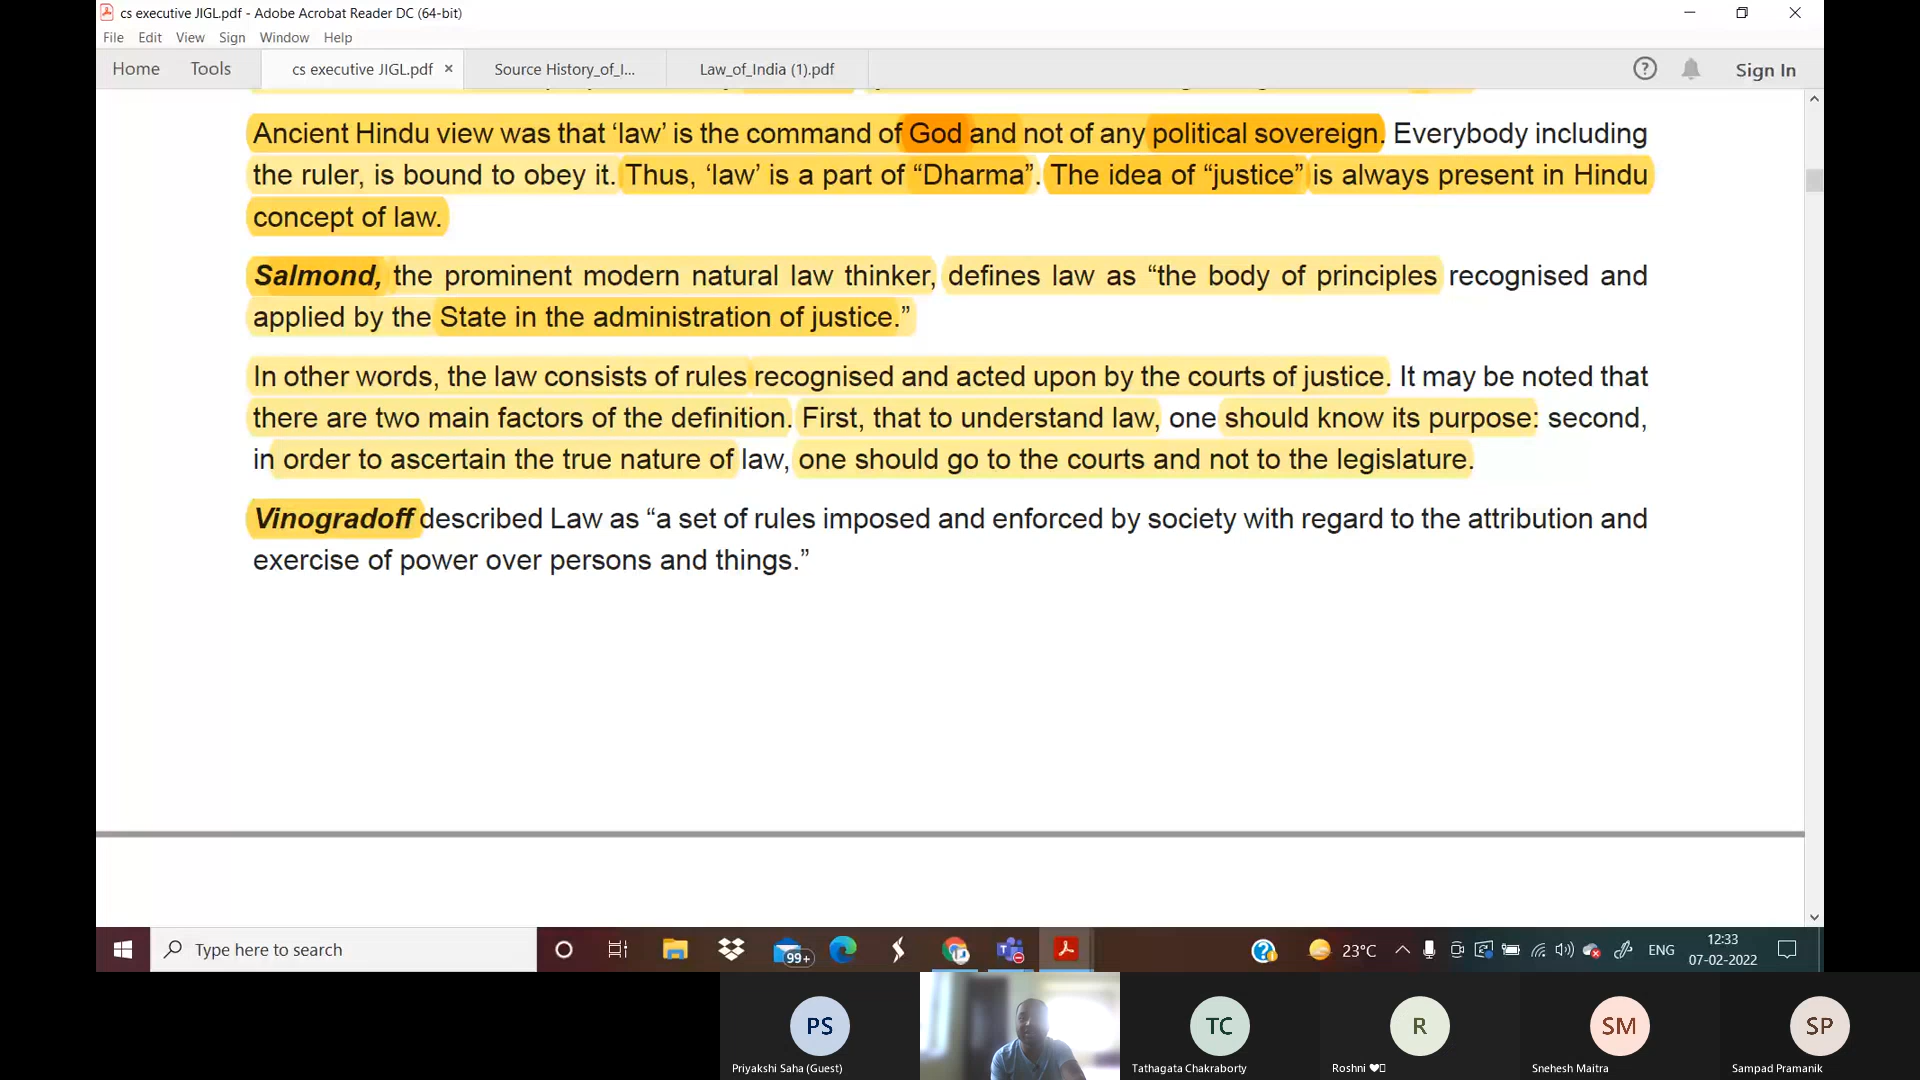 cs executive JIGL.pdf - Adobe Acrobat Reader DC (64-bit)
File Edit View Sign Window Help
Home Tools cs executive JIGL.pdf × Source History_of_I... Law_of_India (1).pdf Sign In
Ancient Hindu view was that ‘law’ is the command of God and not of any political sovereign. Everybody including
the ruler, is bound to obey it. Thus, ‘law’ is a part of “Dharma”. The idea of “justice” is always present in Hindu
concept of law.
Salmond, the prominent modern natural law thinker, defines law as “the body of principles recognised and
applied by the State in the administration of justice.”
In other words, the law consists of rules recognised and acted upon by the courts of justice. It may be noted that
there are two main factors of the definition. First, that to understand law, one should know its purpose: second,
in order to ascertain the true nature of law, one should go to the courts and not to the legislature.
Vinogradoff described Law as “a set of rules imposed and enforced by society with regard to the attribution and
exercise of power over persons and things.”
Type here to search 99+ 23°C ENG 12:33
07-02-2022
PS TC R SM SP
Priyakshi Saha (Guest) Tathagata Chakraborty Roshni ❤ Snehesh Maitra Sampad Pramanik